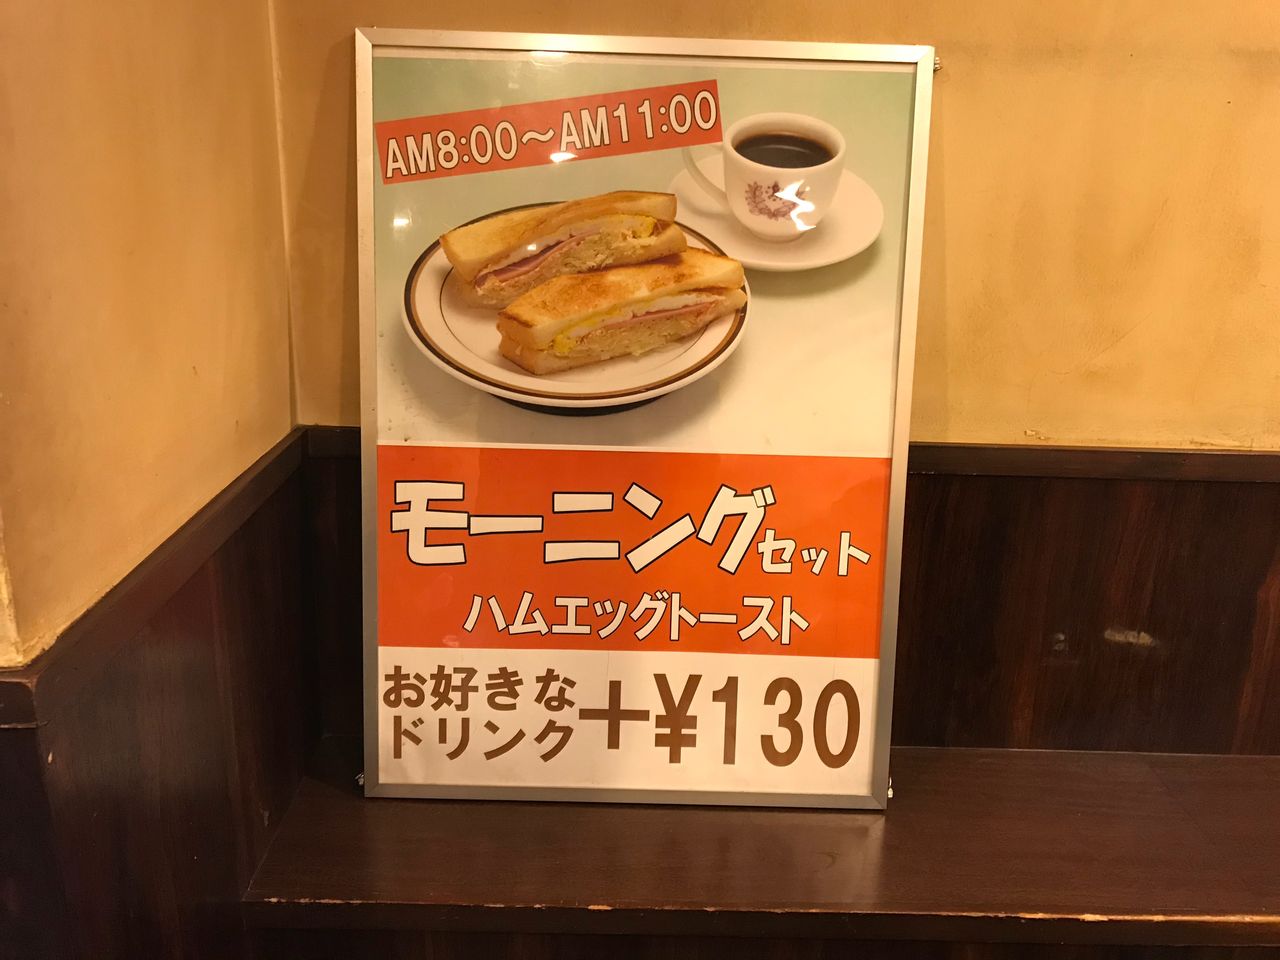 AM8:00～AM11:00
モーニングセット
ハムエッグトースト
お好きな
ドリンク＋¥130